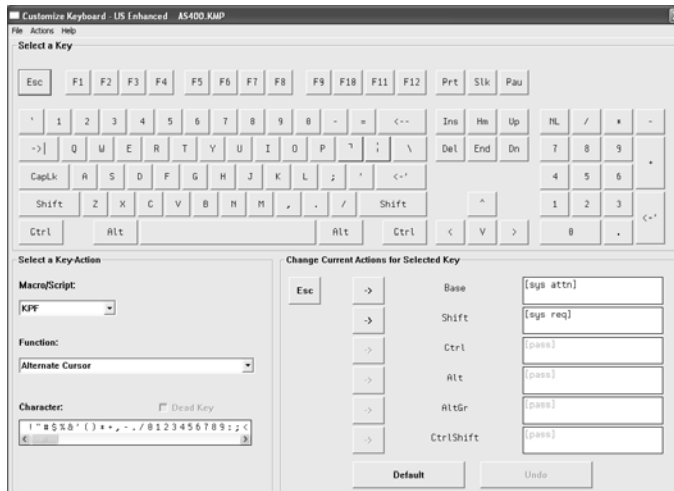 Customize Keyboard - US Enhanced AS400.KMP
File Actions Help
Select a Key
Esc F1 F2 F3 F4 F5 F6 F7 F8 F9 F10 F11 F12 Prt Slk Pau
` 1 2 3 4 5 6 7 8 9 0 - = <-- Ins Hm Up NL / * -
->| Q W E R T Y U I O P \ Del End Dn 7 8 9 +
CapLk A S D F G H J K L ; ' <-' 4 5 6
Shift Z X C V B N M , . / Shift ^ 1 2 3 <-'
Ctrl Alt Alt Ctrl < V > 0 .
Select a Key-Action
Macro/Script:
KPF
Function:
Alternate Cursor
Character:
Dead Key
!"#$%&'()*+,-./0123456789:;<
Change Current Actions for Selected Key
Esc -> Base [sys attn]
-> Shift [sys req]
-> Ctrl [pass]
-> Alt [pass]
-> AltGr [pass]
-> CtrlShift [pass]
Default Undo